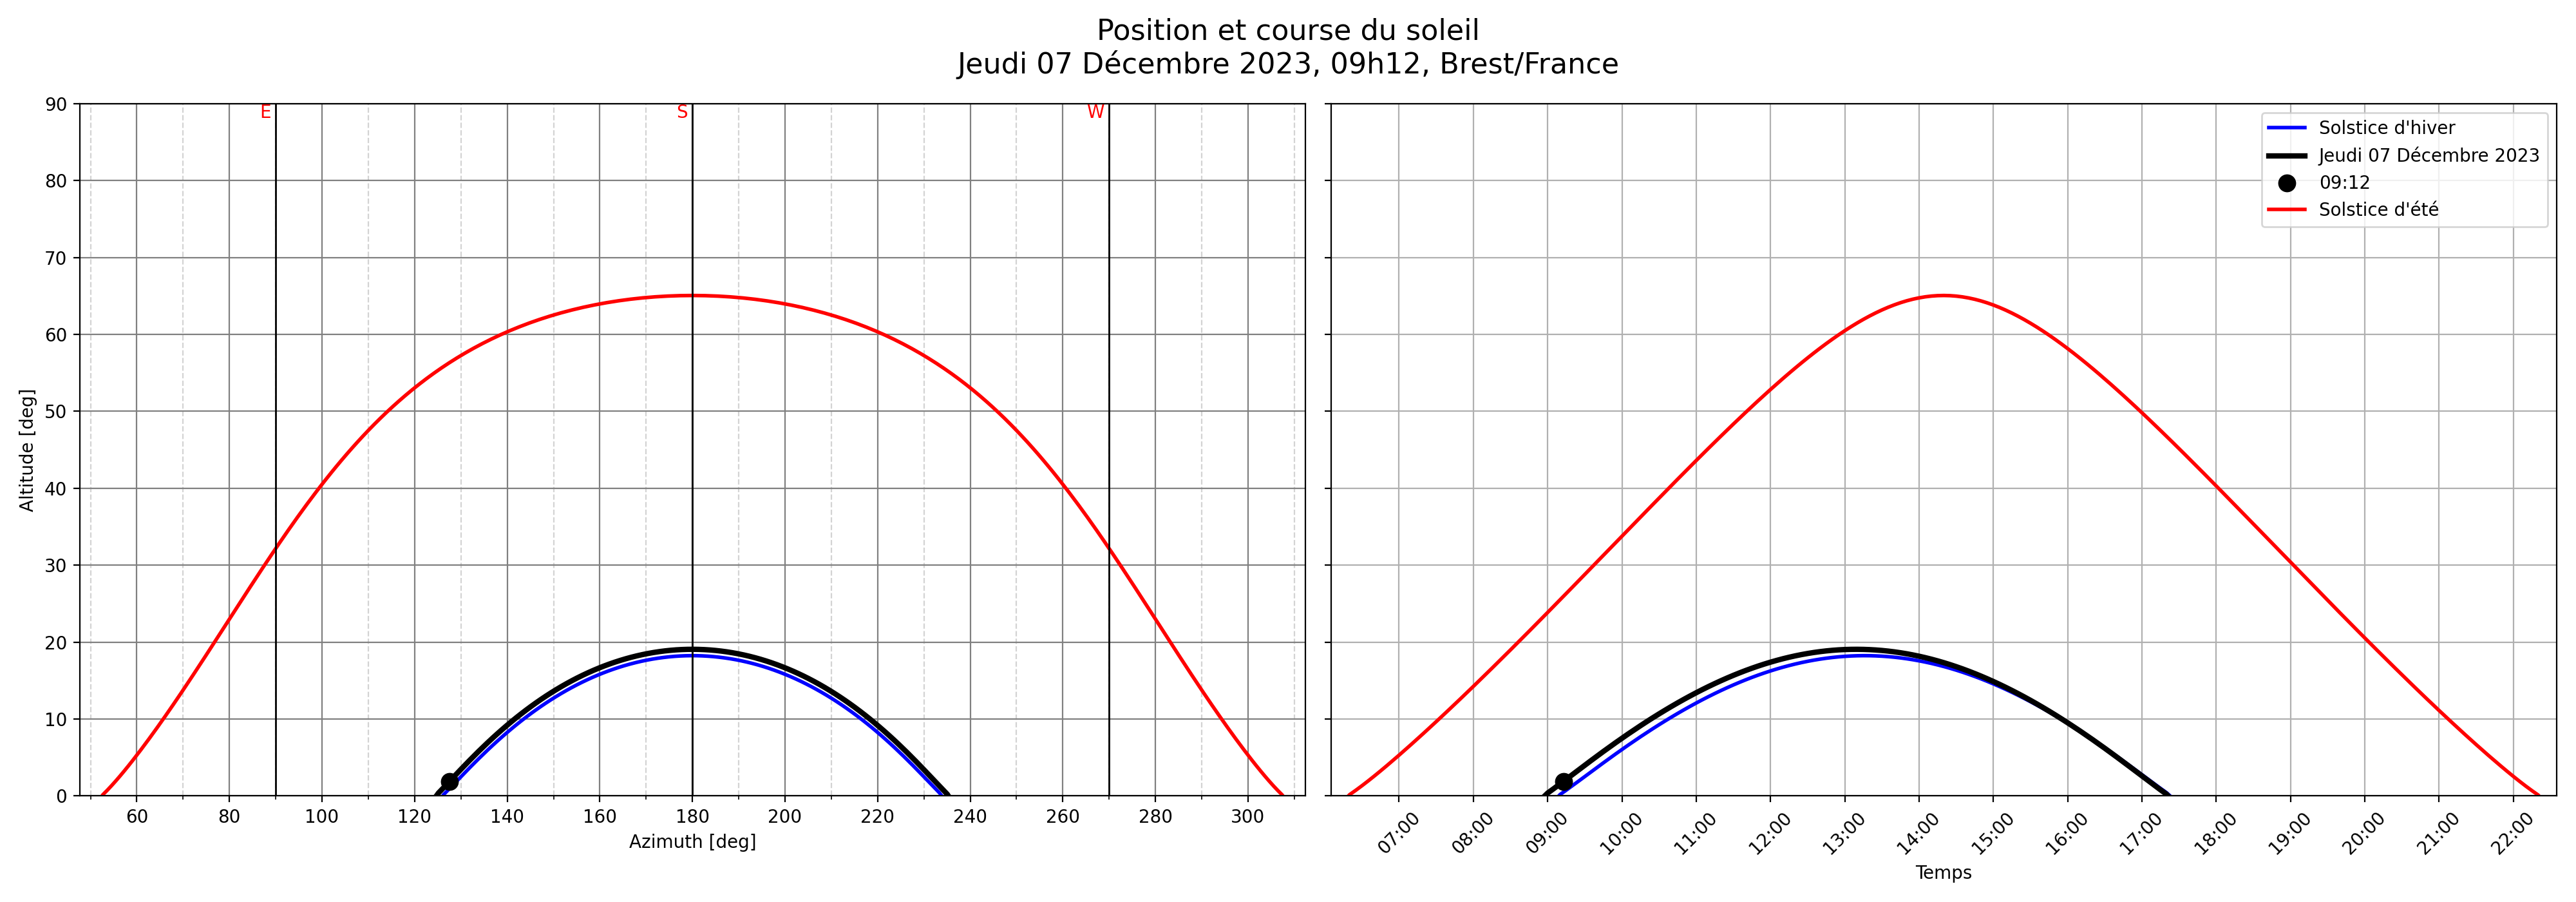 Position et course du soleil
Jeudi 07 Décembre 2023, 09h12, Brest/France
E
S
W
90
80
70
60
50
40
30
20
10
0
Altitude [deg]
60 80 100 120 140 160 180 200 220 240 260 280 300
Azimuth [deg]
Solstice d'hiver
Jeudi 07 Décembre 2023
09:12
Solstice d'été
07:00 08:00 09:00 10:00 11:00 12:00 13:00 14:00 15:00 16:00 17:00 18:00 19:00 20:00 21:00 22:00
Temps